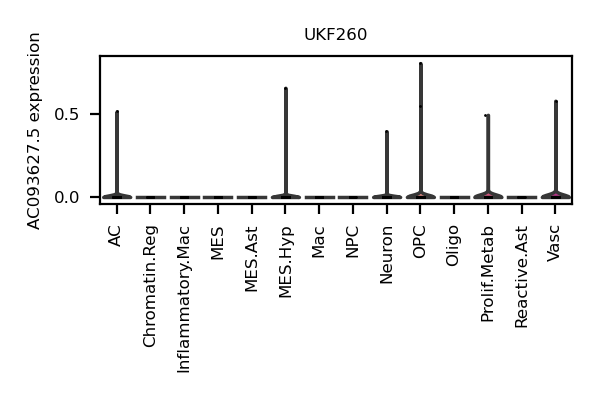 UKF260
AC093627.5 expression
0.5
0.0
AC
Chromatin.Reg
Inflammatory.Mac
MES
MES.Ast
MES.Hyp
Mac
NPC
Neuron
OPC
Oligo
Prolif.Metab
Reactive.Ast
Vasc